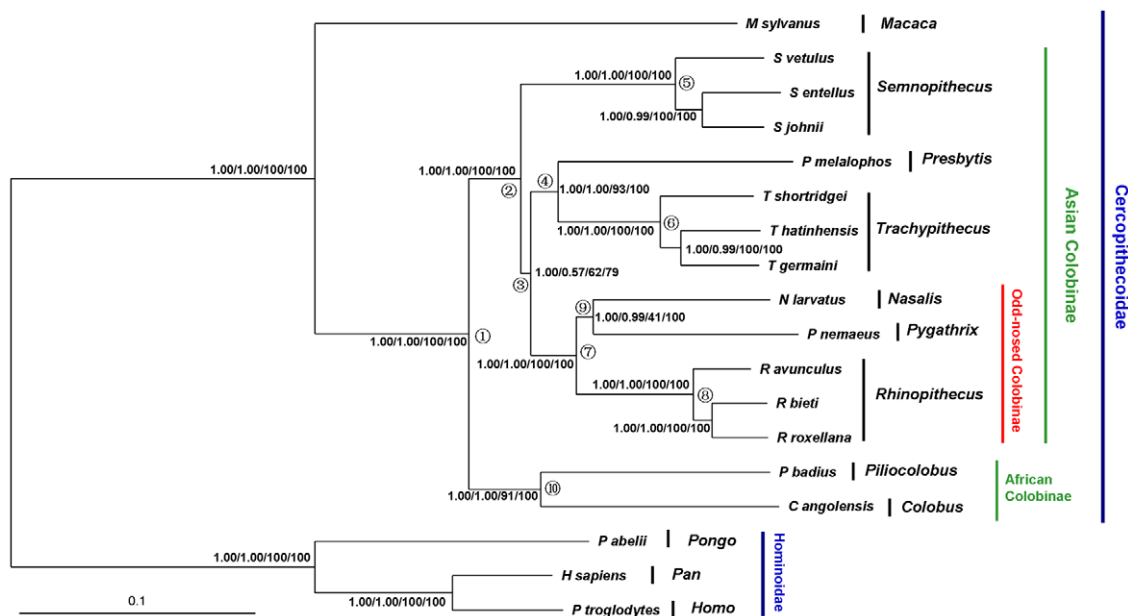 M sylvanus
Macaca
S vetulus
1.00/1.00/100/100
⑤
Semnopithecus
S entellus
1.00/0.99/100/100
S johnii
P melalophos
Presbytis
1.00/1.00/100/100
1.00/1.00/100/100
②
④
1.00/1.00/93/100
T shortridgei
1.00/1.00/100/100
⑥
T hatinhensis
Trachypithecus
1.00/0.99/100/100
T germaini
③
1.00/0.57/62/79
N larvatus
Nasalis
⑨
1.00/0.99/41/100
P nemaeus
Pygathrix
1.00/1.00/100/100
①
1.00/1.00/100/100
⑦
R avunculus
1.00/1.00/100/100
⑧
Rhinopithecus
R bieti
1.00/1.00/100/100
R roxellana
P badius
Piliocolobus
1.00/1.00/91/100
⑩
C angolensis
Colobus
Odd-nosed Colobinae
Asian Colobinae
African
Colobinae
Cercopithecoidae
P abelii
Pongo
1.00/1.00/100/100
H sapiens
Pan
1.00/1.00/100/100
P troglodytes
Homo
Hominoidae
0.1